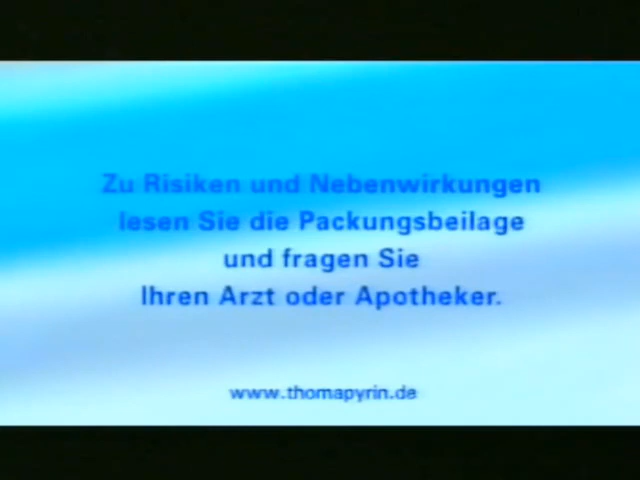 Zu Risiken und Nebenwirkungen
lesen Sie die Packungsbeilage
und fragen Sie
Ihren Arzt oder Apotheker.
www.thomapyrin.de